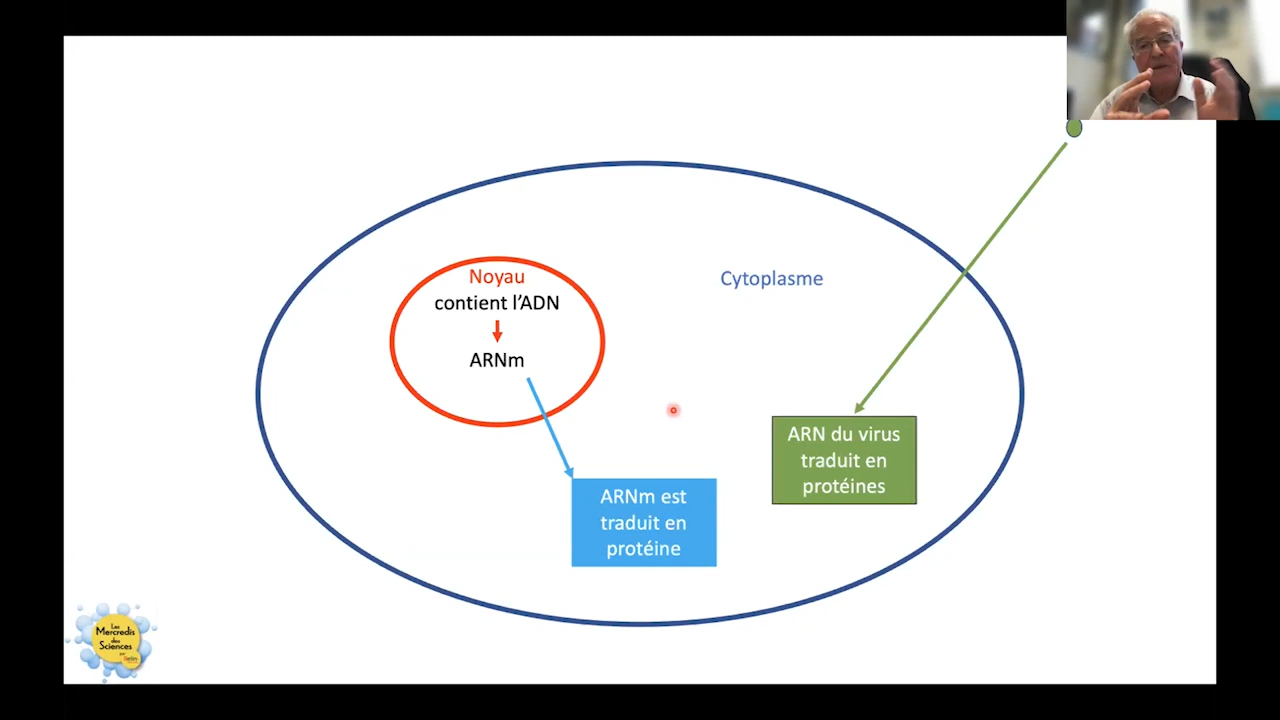 Noyau
contient l'ADN
ARNm
Cytoplasme
ARN du virus
traduit en
protéines
ARNm est
traduit en
protéine
Les
Mercredis
des
Sciences